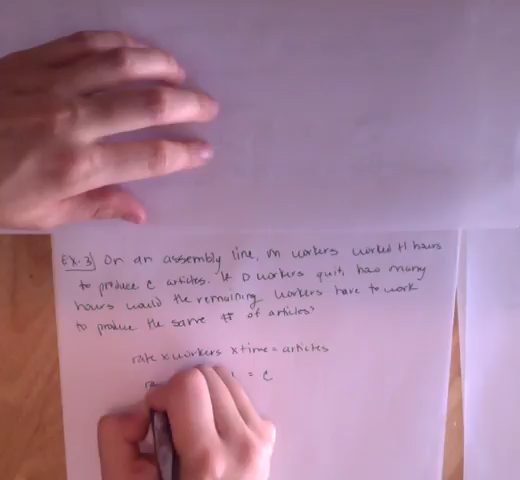 Ex. 3) On an assembly line, m workers worked H hours
to produce C articles. If D workers quit, how many
hours would the remaining workers have to work
to produce the same # of articles?
rate x workers x time = articles
= C